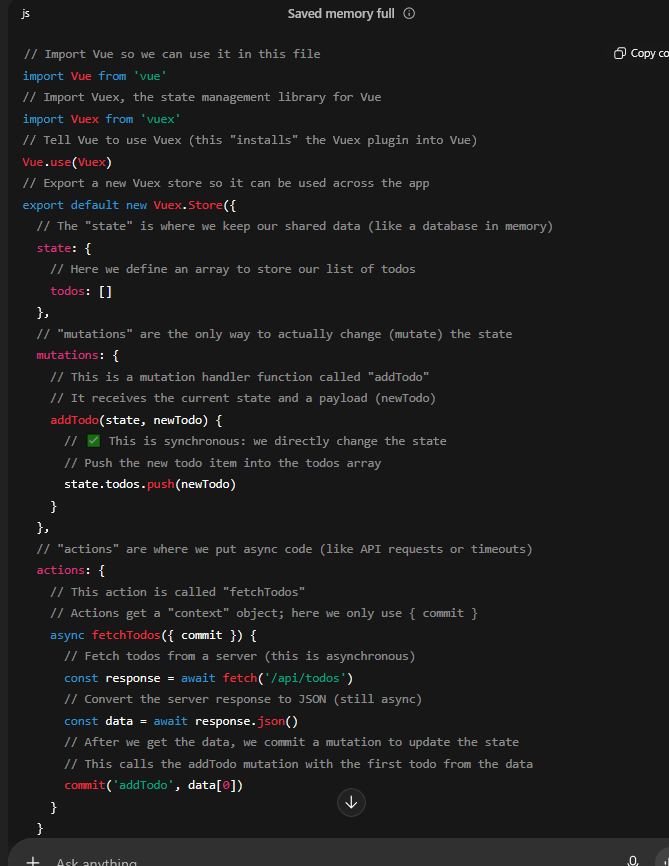 js
Saved memory full
Copy co
// Import Vue so we can use it in this file
import Vue from 'vue'
// Import Vuex, the state management library for Vue
import Vuex from 'vuex'
// Tell Vue to use Vuex (this "installs" the Vuex plugin into Vue)
Vue.use(Vuex)
// Export a new Vuex store so it can be used across the app
export default new Vuex.Store({
  // The "state" is where we keep our shared data (like a database in memory)
  state: {
    // Here we define an array to store our list of todos
    todos: []
  },
  // "mutations" are the only way to actually change (mutate) the state
  mutations: {
    // This is a mutation handler function called "addTodo"
    // It receives the current state and a payload (newTodo)
    addTodo(state, newTodo) {
      // ✅ This is synchronous: we directly change the state
      // Push the new todo item into the todos array
      state.todos.push(newTodo)
    }
  },
  // "actions" are where we put async code (like API requests or timeouts)
  actions: {
    // This action is called "fetchTodos"
    // Actions get a "context" object; here we only use { commit }
    async fetchTodos({ commit }) {
      // Fetch todos from a server (this is asynchronous)
      const response = await fetch('/api/todos')
      // Convert the server response to JSON (still async)
      const data = await response.json()
      // After we get the data, we commit a mutation to update the state
      // This calls the addTodo mutation with the first todo from the data
      commit('addTodo', data[0])
    }
  }
Ask anything